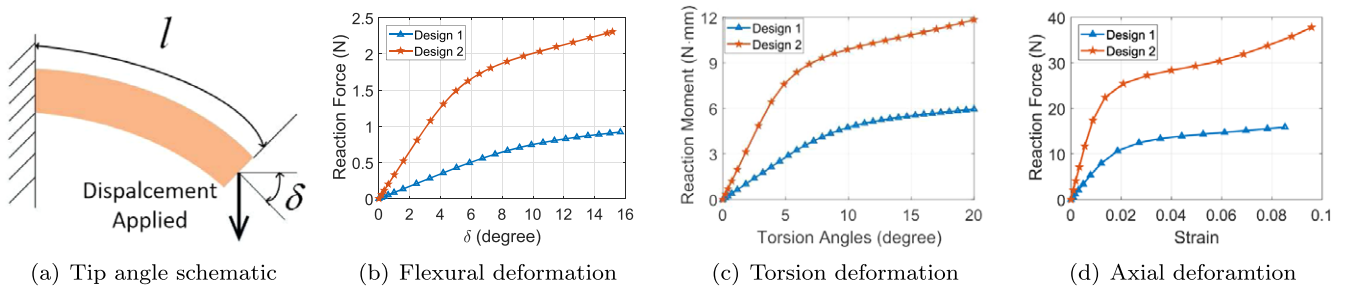 l
Dispalcement
Applied
δ
(a) Tip angle schematic
Reaction Force (N)
2.5
2
1.5
1
0.5
0
Design 1
Design 2
0 2 4 6 8 10 12 14 16
δ (degree)
(b) Flexural deformation
Reaction Moment (N·mm)
12
9
6
3
0
Design 1
Design 2
0 5 10 15 20
Torsion Angles (degree)
(c) Torsion deformation
Reaction Force (N)
40
30
20
10
0
Design 1
Design 2
0 0.02 0.04 0.06 0.08 0.1
Strain
(d) Axial deforamtion